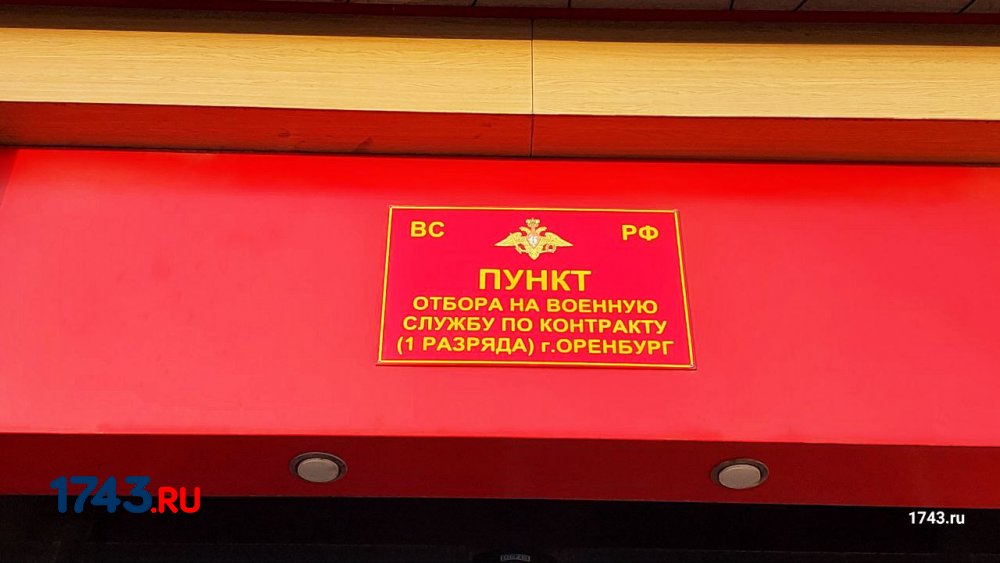 ВС РФ
ПУНКТ
ОТБОРА НА ВОЕННУЮ
СЛУЖБУ ПО КОНТРАКТУ
(1 РАЗРЯДА) г.ОРЕНБУРГ
1743.RU
1743.ru